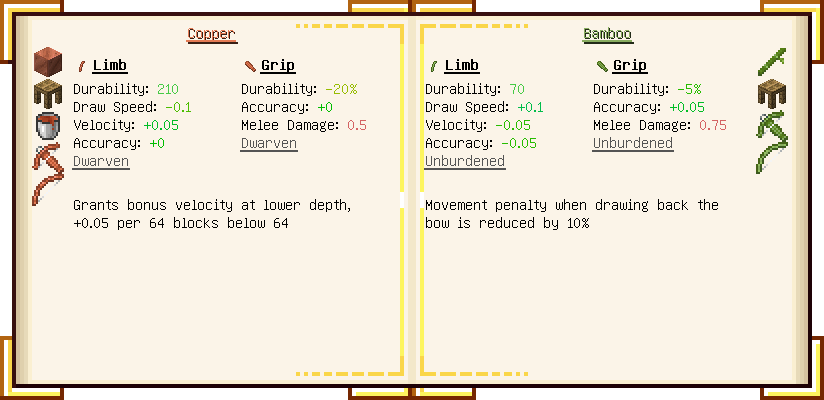 Copper
Limb
Durability: 210
Draw Speed: -0.1
Velocity: +0.05
Accuracy: +0
Dwarven
Grip
Durability: -20%
Accuracy: +0
Melee Damage: 0.5
Dwarven
Grants bonus velocity at lower depth,
+0.05 per 64 blocks below 64
Bamboo
Limb
Durability: 70
Draw Speed: +0.1
Velocity: -0.05
Accuracy: -0.05
Unburdened
Grip
Durability: -5%
Accuracy: +0.05
Melee Damage: 0.75
Unburdened
Movement penalty when drawing back the
bow is reduced by 10%